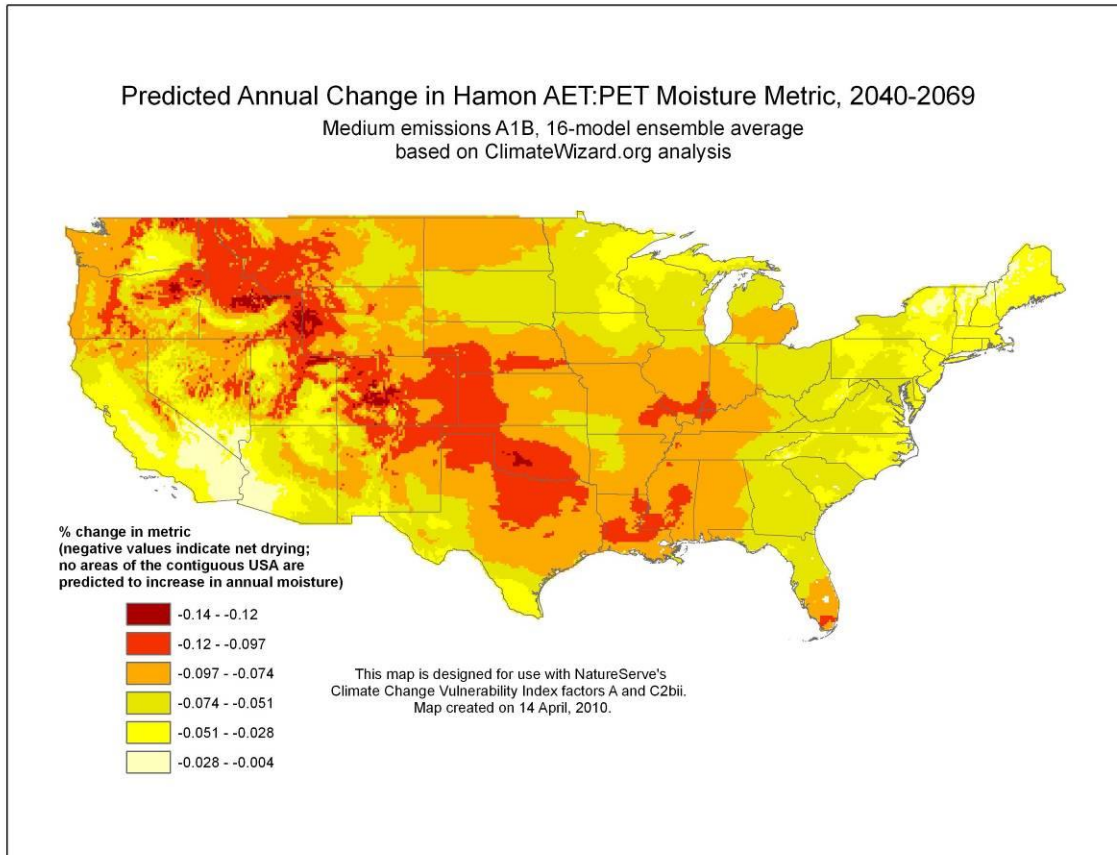 Predicted Annual Change in Hamon AET:PET Moisture Metric, 2040-2069
Medium emissions A1B, 16-model ensemble average
based on ClimateWizard.org analysis
% change in metric
(negative values indicate net drying;
no areas of the contiguous USA are
predicted to increase in annual moisture)
-0.14 - -0.12
-0.12 - -0.097
-0.097 - -0.074
-0.074 - -0.051
-0.051 - -0.028
-0.028 - -0.004
This map is designed for use with NatureServe's
Climate Change Vulnerability Index factors A and C2bii.
Map created on 14 April, 2010.